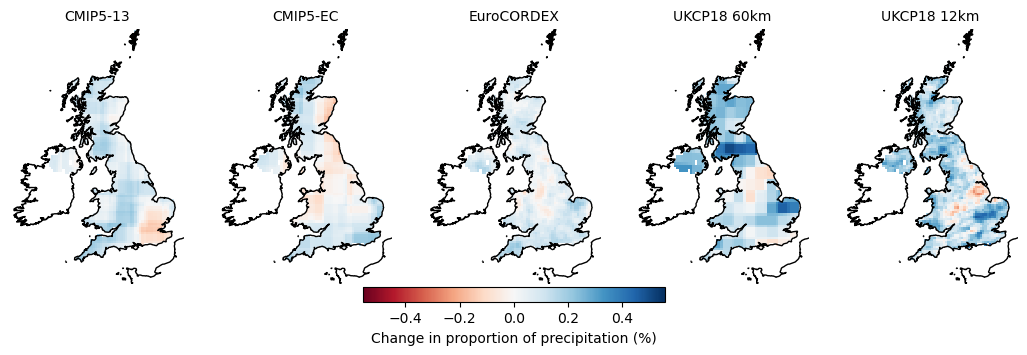 CMIP5-13 CMIP5-EC EuroCORDEX UKCP18 60km UKCP18 12km
−0.4 −0.2 0.0 0.2 0.4
Change in proportion of precipitation (%)